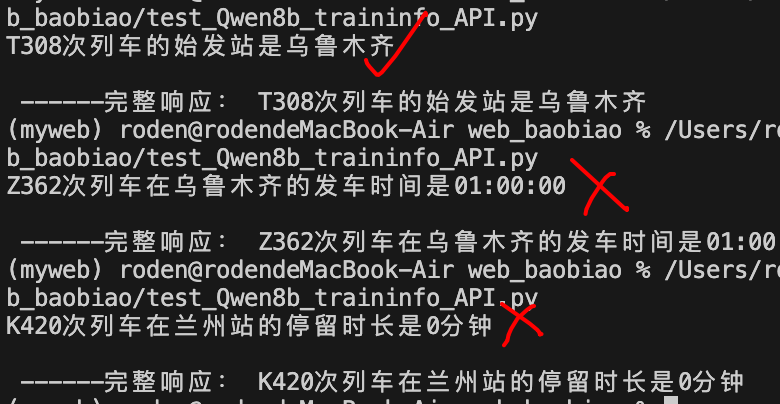 b_baobiao/test_Qwen8b_traininfo_API.py
T308次列车的始发站是乌鲁木齐
------完整响应： T308次列车的始发站是乌鲁木齐
(myweb) roden@rodendeMacBook-Air web_baobiao % /Users/ro
b_baobiao/test_Qwen8b_traininfo_API.py
Z362次列车在乌鲁木齐的发车时间是01:00:00
------完整响应： Z362次列车在乌鲁木齐的发车时间是01:00
(myweb) roden@rodendeMacBook-Air web_baobiao % /Users/ro
b_baobiao/test_Qwen8b_traininfo_API.py
K420次列车在兰州站的停留时长是0分钟
------完整响应： K420次列车在兰州站的停留时长是0分钟